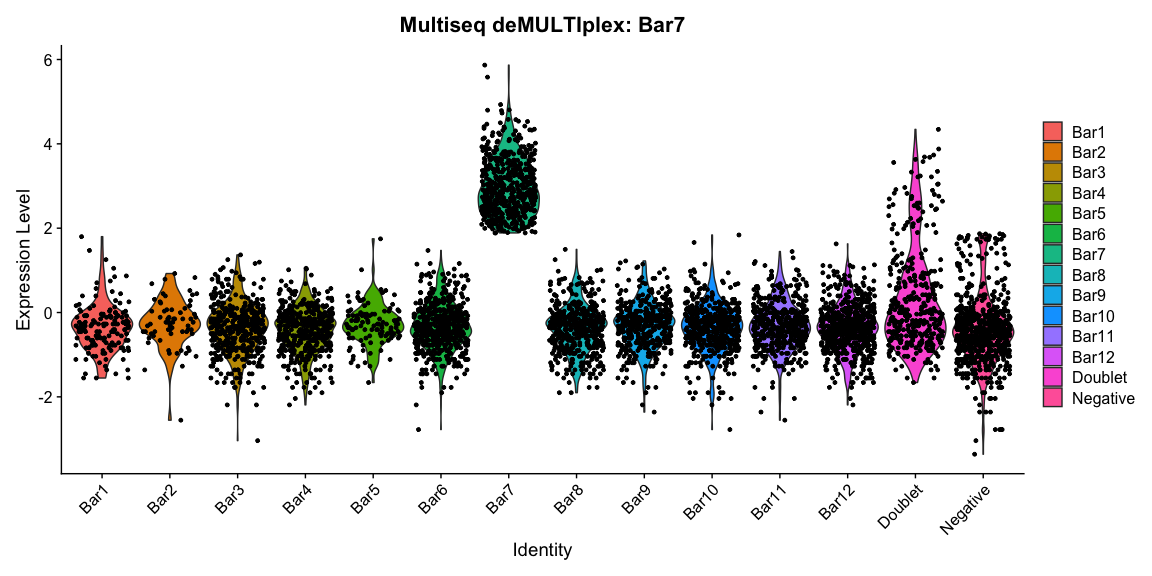 Multiseq deMULTIplex: Bar7
Expression Level
6
4
2
0
-2
Bar1
Bar2
Bar3
Bar4
Bar5
Bar6
Bar7
Bar8
Bar9
Bar10
Bar11
Bar12
Doublet
Negative
Identity
Bar1
Bar2
Bar3
Bar4
Bar5
Bar6
Bar7
Bar8
Bar9
Bar10
Bar11
Bar12
Doublet
Negative